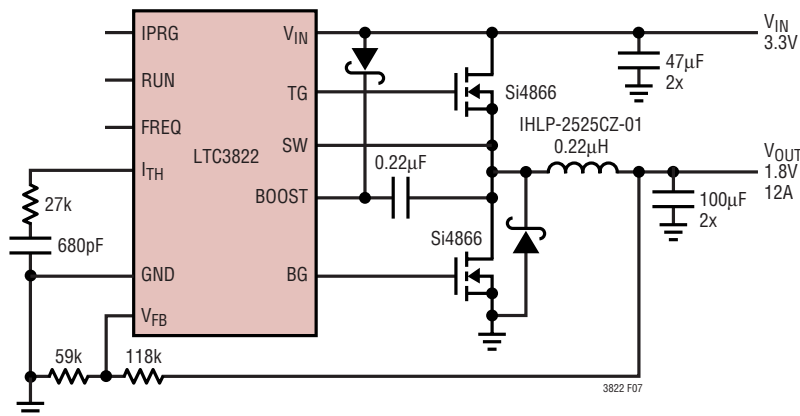 IPRG
RUN
FREQ
ITH
GND
VFB
LTC3822
VIN
TG
SW
BOOST
BG
27k
680pF
59k
118k
0.22µF
Si4866
Si4866
IHLP-2525CZ-01
0.22µH
47µF
2x
VIN
3.3V
VOUT
1.8V
12A
100µF
2x
3822 F07